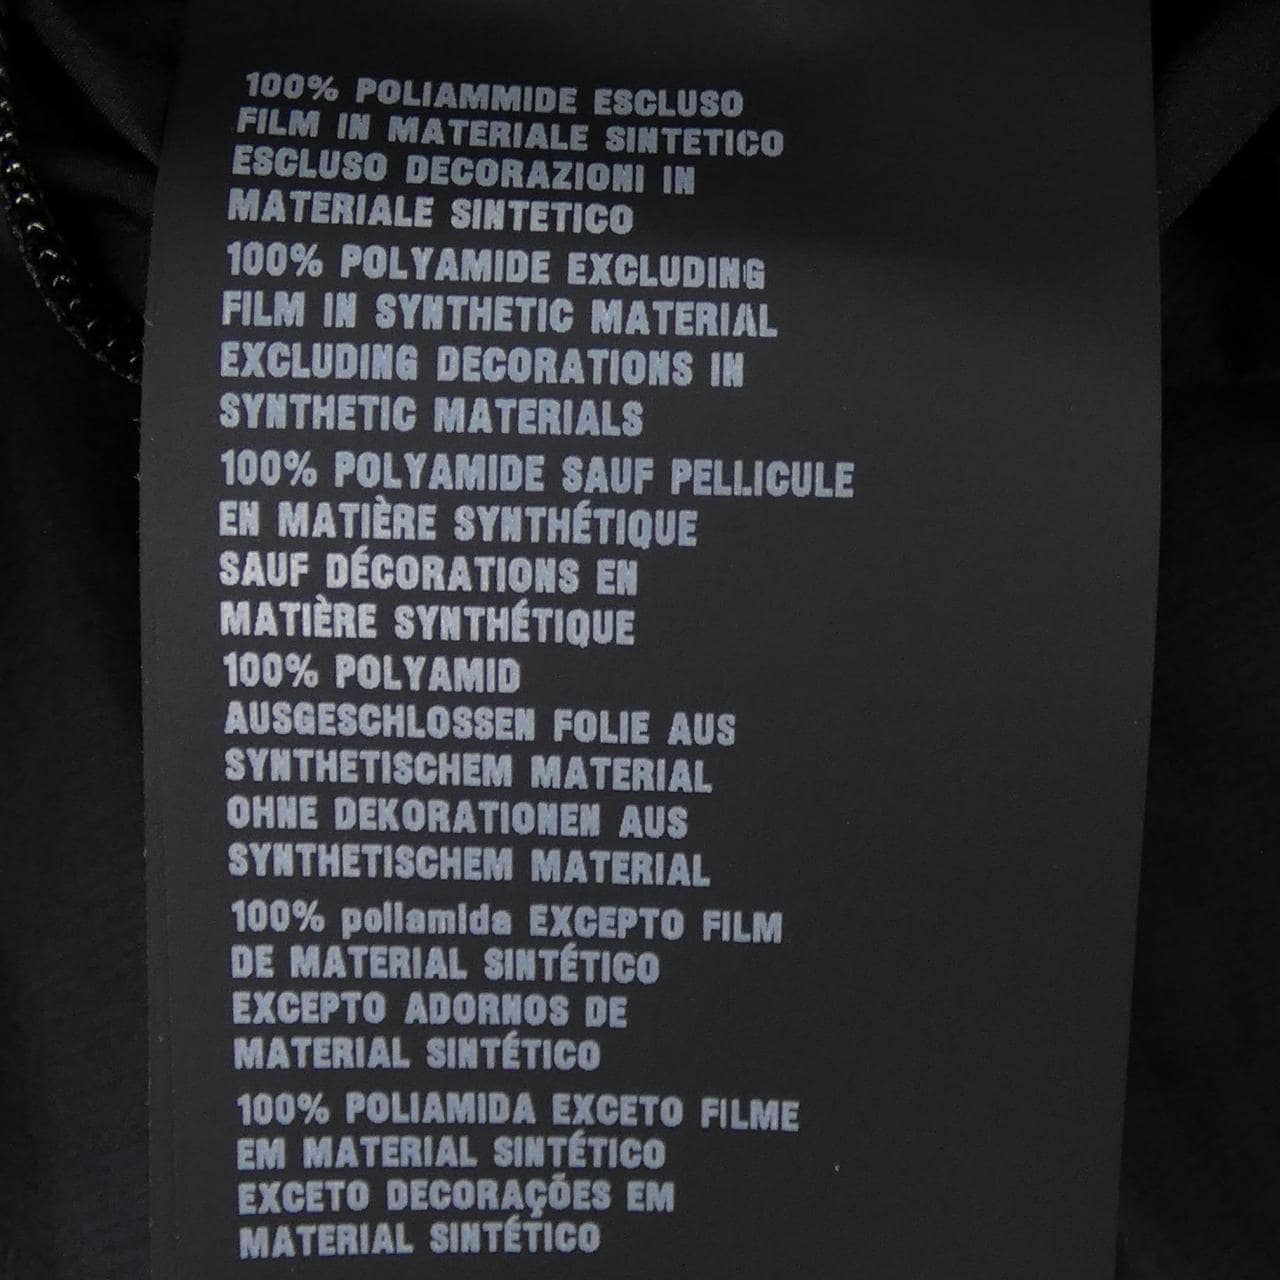 100% POLIAMMIDE ESCLUSO
FILM IN MATERIALE SINTETICO
ESCLUSO DECORAZIONI IN
MATERIALE SINTETICO
100% POLYAMIDE EXCLUDING
FILM IN SYNTHETIC MATERIAL
EXCLUDING DECORATIONS IN
SYNTHETIC MATERIALS
100% POLYAMIDE SAUF PELLICULE
EN MATIÈRE SYNTHÉTIQUE
SAUF DÉCORATIONS EN
MATIÈRE SYNTHÉTIQUE
100% POLYAMID
AUSGESCHLOSSEN FOLIE AUS
SYNTHETISCHEM MATERIAL
OHNE DEKORATIONEN AUS
SYNTHETISCHEM MATERIAL
100% poliamida EXCEPTO FILM
DE MATERIAL SINTÉTICO
EXCEPTO ADORNOS DE
MATERIAL SINTÉTICO
100% POLIAMIDA EXCETO FILME
EM MATERIAL SINTÉTICO
EXCETO DECORAÇÕES EM
MATERIAL SINTÉTICO